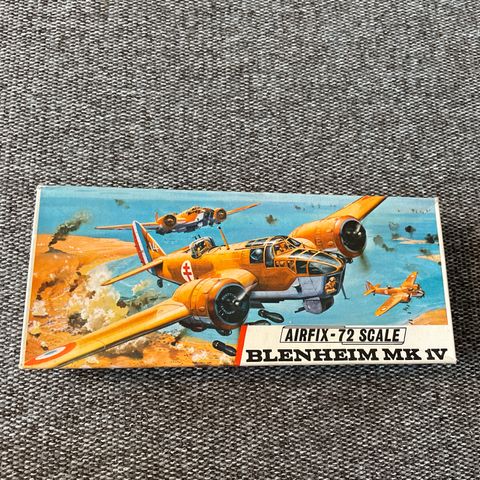 AIRFIX-72 SCALE
BLENHEIM MK IV